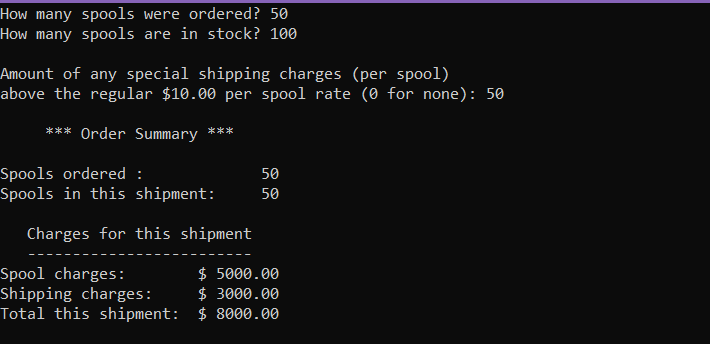 How many spools were ordered? 50
How many spools are in stock? 100
Amount of any special shipping charges (per spool)
above the regular $10.00 per spool rate (0 for none): 50
*** Order Summary ***
Spools ordered : 50
Spools in this shipment: 50
Charges for this shipment
-------------------------
Spool charges: $ 5000.00
Shipping charges: $ 3000.00
Total this shipment: $ 8000.00